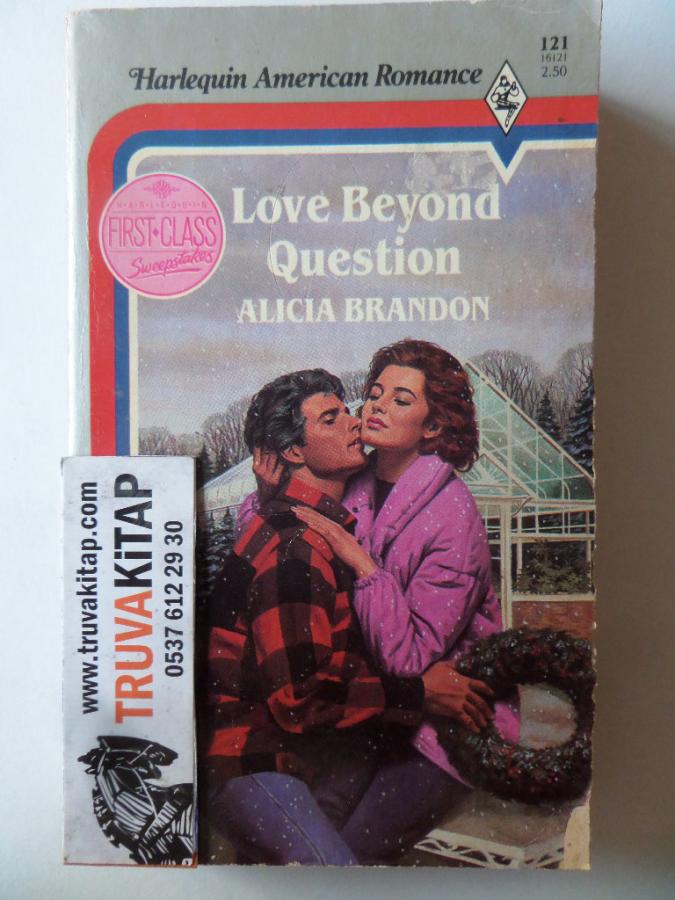 121
16121
2.50
Harlequin American Romance
HARLEQUIN
FIRST·CLASS
Sweepstakes
Love Beyond
Question
ALICIA BRANDON
www.truvakitap.com
TRUVAKiTAP
0537 612 29 30